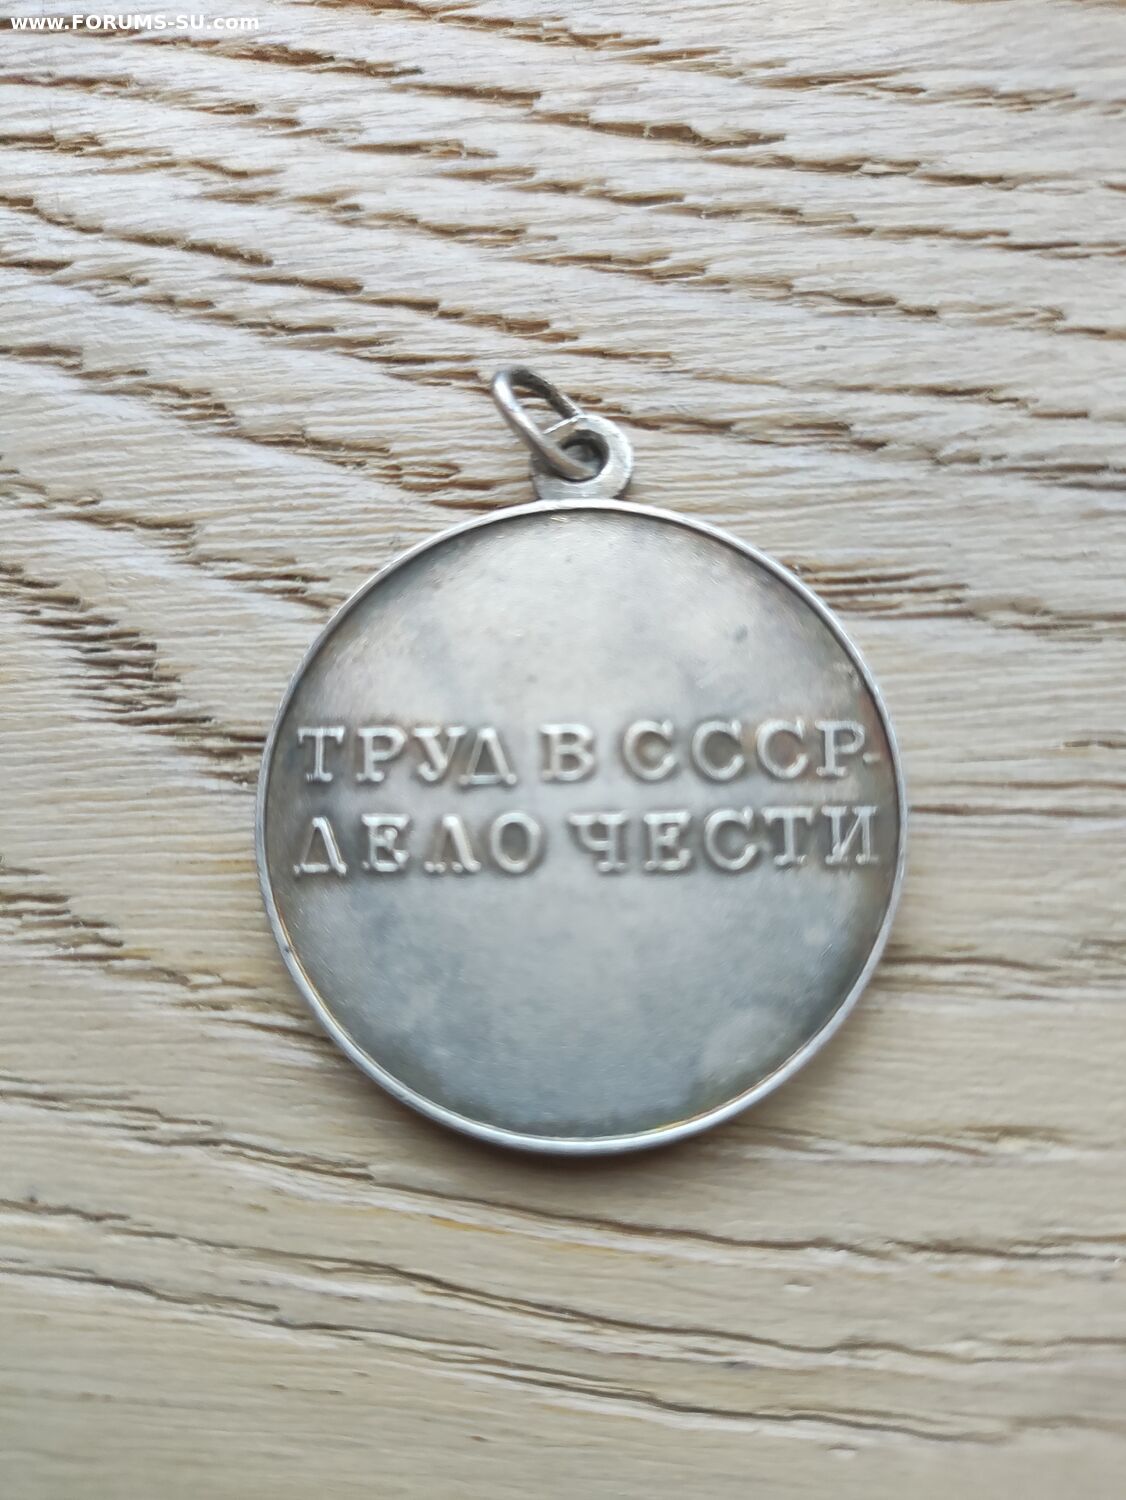 www.FORUMS-SU.com
ТРУД В СССР-
ДЕЛО ЧЕСТИ